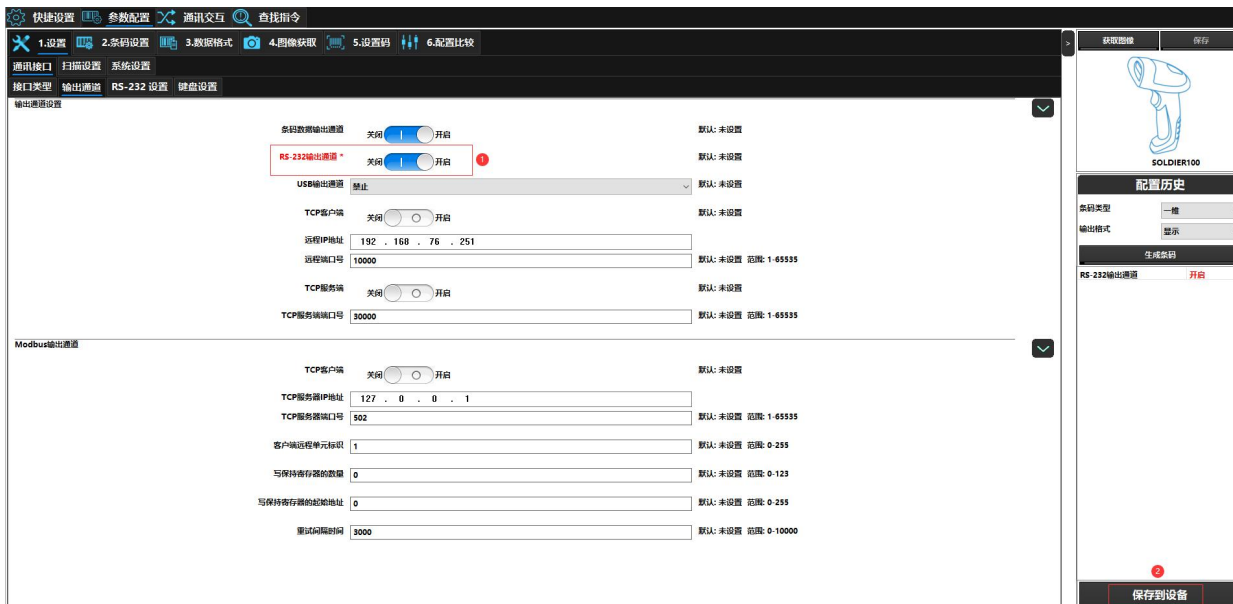 快捷设置 参数配置 通讯交互 查找指令
1.设置 2.条码设置 3.数据格式 4.图像获取 5.设置码 6.配置比较
通讯接口 扫描设置 系统设置
接口类型 输出通道 RS-232 设置 键盘设置
输出通道设置
条码数据输出通道 关闭 开启 默认: 未设置
RS-232输出通道 * 关闭 开启 1 默认: 未设置
USB输出通道 禁止 默认: 未设置
TCP客户端 关闭 开启 默认: 未设置
远程IP地址 192 . 168 . 76 . 251
远程端口号 10000 默认: 未设置 范围: 1-65535
TCP服务端 关闭 开启 默认: 未设置
TCP服务端端口号 30000 默认: 未设置 范围: 1-65535
Modbus输出通道
TCP客户端 关闭 开启 默认: 未设置
TCP服务器IP地址 127 . 0 . 0 . 1
TCP服务器端口号 502 默认: 未设置 范围: 1-65535
客户端远程单元标识 1 默认: 未设置 范围: 0-255
写保持寄存器的数量 0 默认: 未设置 范围: 0-123
写保持寄存器的起始地址 0 默认: 未设置 范围: 0-255
重试间隔时间 3000 默认: 未设置 范围: 0-10000
>
获取图像 保存
SOLDIER100
配置历史
条码类型 一维
输出格式 显示
生成条码
RS-232输出通道 开启
2
保存到设备